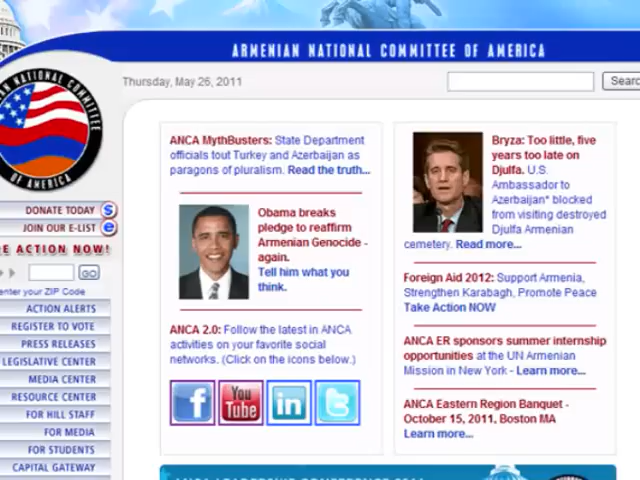 ARMENIAN NATIONAL COMMITTEE OF AMERICA
NATIONAL COMMITTEE
OF AMERICA
Thursday, May 26, 2011
DONATE TODAY $
JOIN OUR E-LIST e
ACTION NOW!
GO
enter your ZIP Code
ACTION ALERTS
REGISTER TO VOTE
PRESS RELEASES
LEGISLATIVE CENTER
MEDIA CENTER
RESOURCE CENTER
FOR HILL STAFF
FOR MEDIA
FOR STUDENTS
CAPITAL GATEWAY
ANCA MythBusters: State Department
officials tout Turkey and Azerbaijan as
paragons of pluralism. Read the truth...
Obama breaks
pledge to reaffirm
Armenian Genocide -
again.
Tell him what you
think.
ANCA 2.0: Follow the latest in ANCA
activities on your favorite social
networks. (Click on the icons below.)
f You Tube in t
Bryza: Too little, five
years too late on
Djulfa. U.S.
Ambassador to
Azerbaijan* blocked
from visiting destroyed
Djulfa Armenian
cemetery. Read more...
Foreign Aid 2012: Support Armenia,
Strengthen Karabagh, Promote Peace
Take Action NOW
ANCA ER sponsors summer internship
opportunities at the UN Armenian
Mission in New York - Learn more...
ANCA Eastern Region Banquet -
October 15, 2011, Boston MA
Learn more...